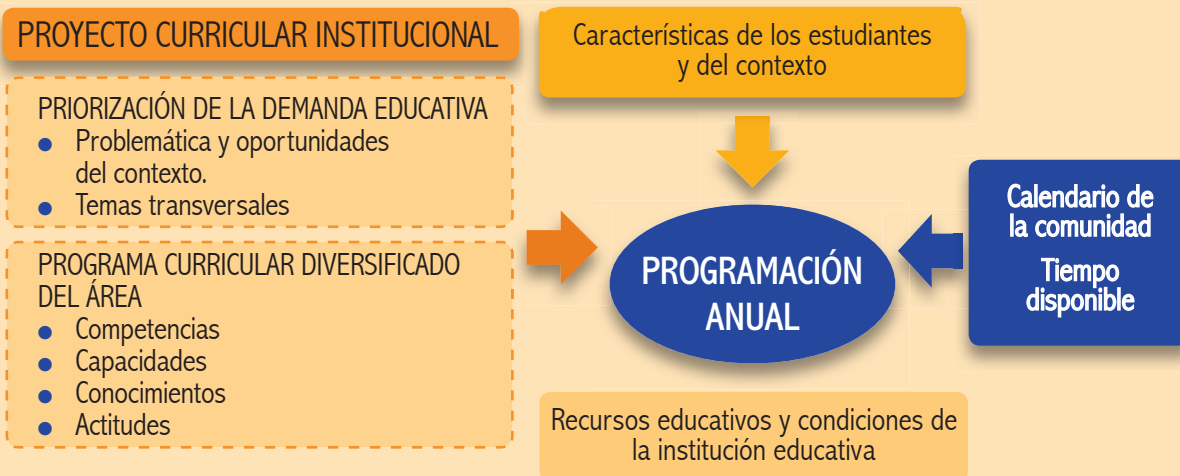 PROYECTO CURRICULAR INSTITUCIONAL
PRIORIZACIÓN DE LA DEMANDA EDUCATIVA
● Problemática y oportunidades
del contexto.
● Temas transversales
PROGRAMA CURRICULAR DIVERSIFICADO
DEL ÁREA
● Competencias
● Capacidades
● Conocimientos
● Actitudes
Características de los estudiantes
y del contexto
PROGRAMACIÓN
ANUAL
Calendario de
la comunidad
Tiempo
disponible
Recursos educativos y condiciones de
la institución educativa